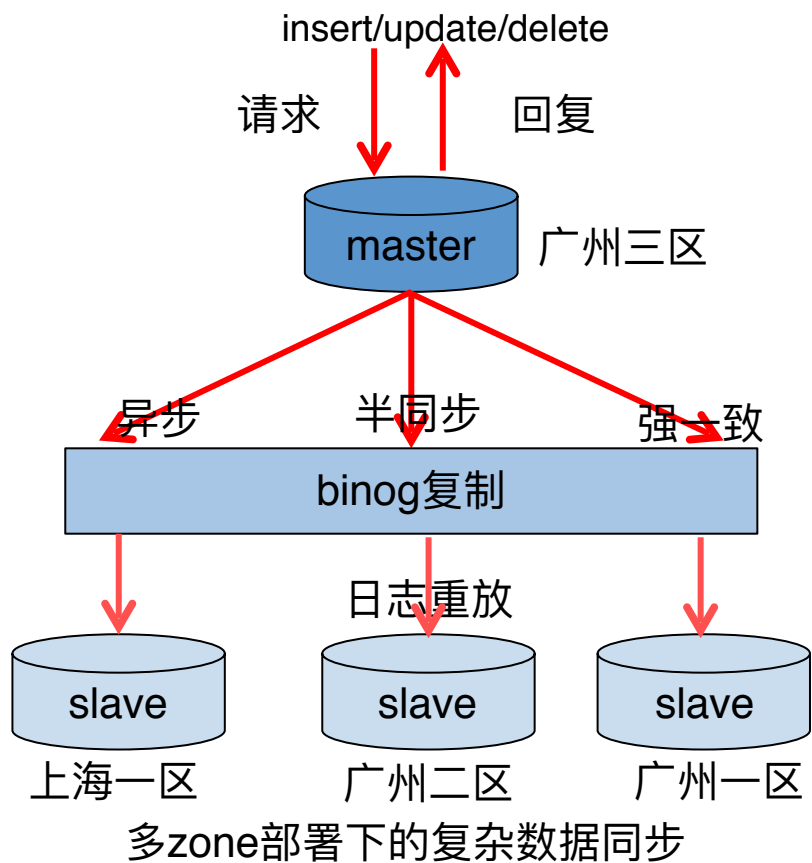 insert/update/delete
请求
回复
master
广州三区
异步
半同步
强一致
binog复制
日志重放
slave
slave
slave
上海一区
广州二区
广州一区
多zone部署下的复杂数据同步